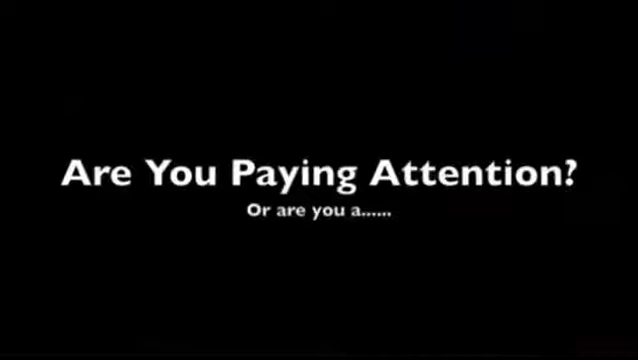 Are You Paying Attention?
Or are you a......